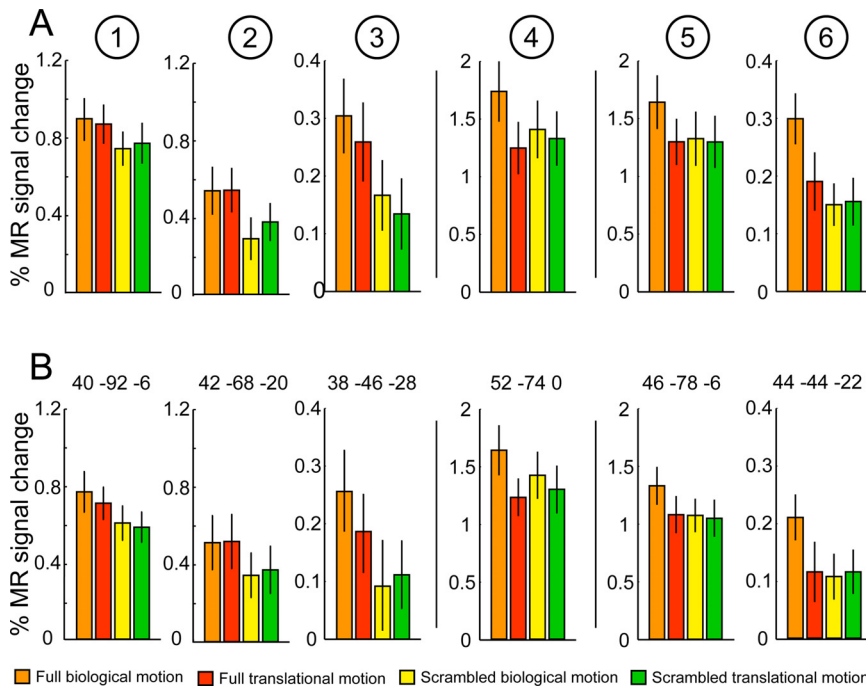 A
1 2 3 4 5 6
% MR signal change
1.2 0.8 0.4 0
1.2 0.8 0.4 0
0.4 0.3 0.2 0.1 0
2 1.5 1 0.5 0
2 1.5 1 0.5 0
0.4 0.3 0.2 0.1 0
B
40 -92 -6 42 -68 -20 38 -46 -28 52 -74 0 46 -78 -6 44 -44 -22
% MR signal change
1.2 0.8 0.4 0
1.2 0.8 0.4 0
0.4 0.3 0.2 0.1 0
2 1.5 1 0.5 0
2 1.5 1 0.5 0
0.4 0.3 0.2 0.1 0
Full biological motion Full translational motion Scrambled biological motion Scrambled translational motion